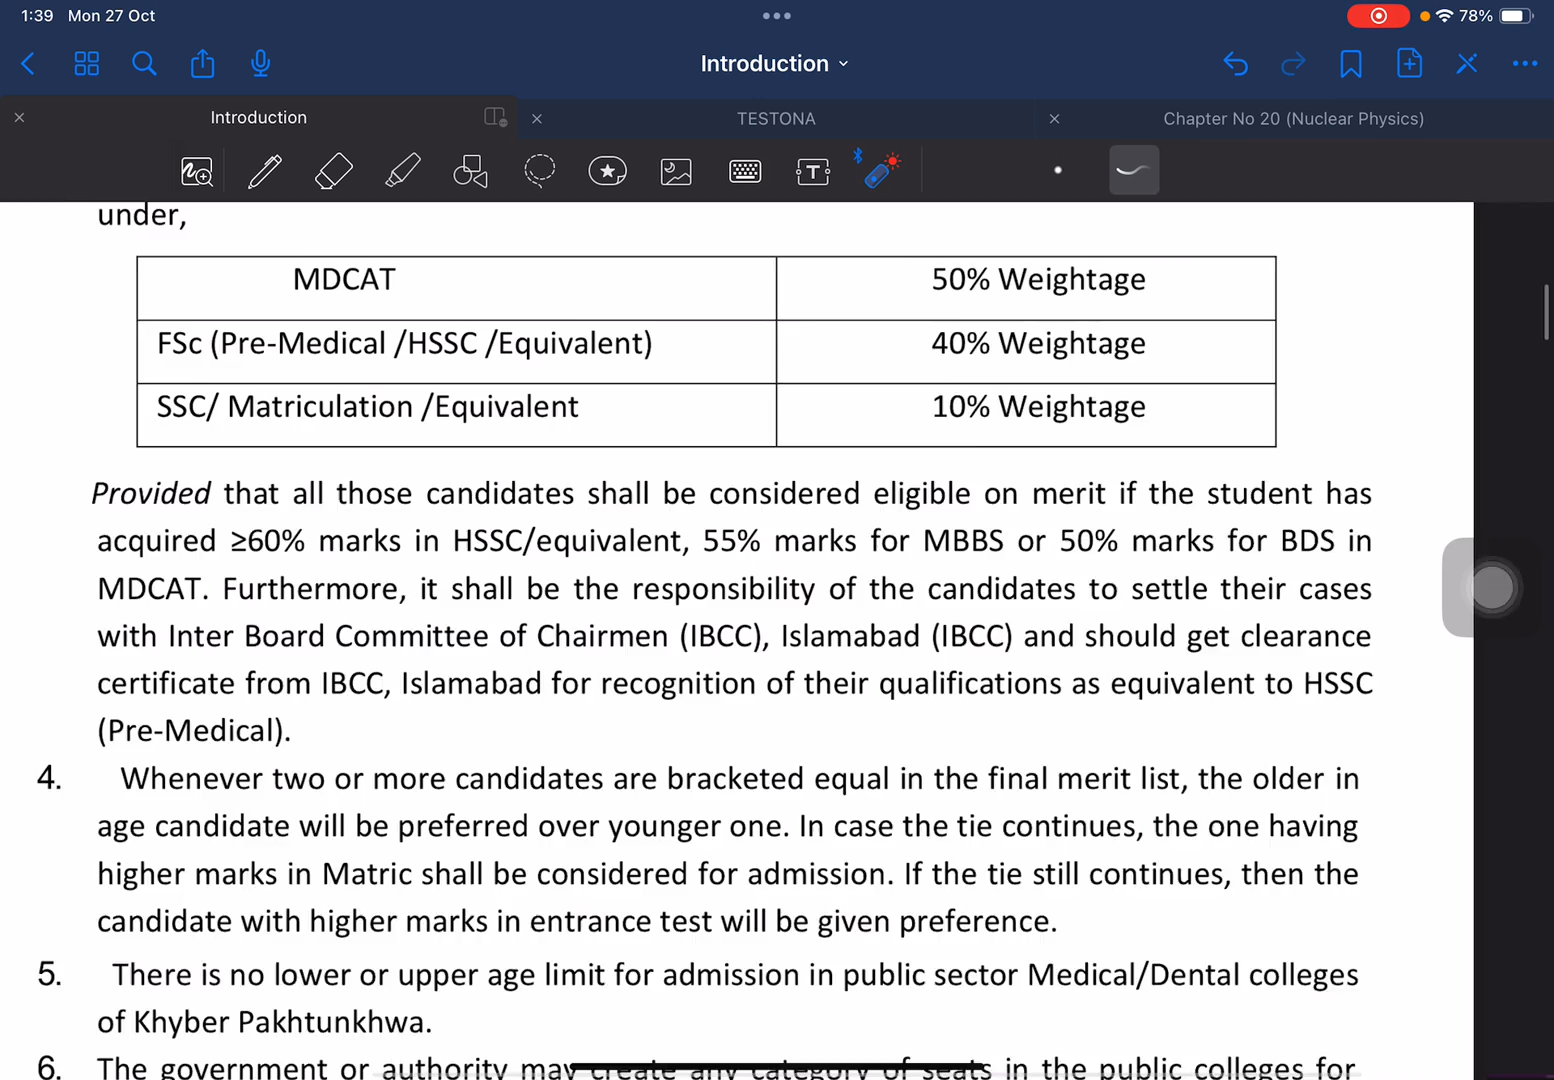 1:39 Mon 27 Oct
78%
Introduction
Introduction
TESTONA
Chapter No 20 (Nuclear Physics)
under,
MDCAT 50% Weightage
FSc (Pre-Medical /HSSC /Equivalent) 40% Weightage
SSC/ Matriculation /Equivalent 10% Weightage
Provided that all those candidates shall be considered eligible on merit if the student has
acquired ≥60% marks in HSSC/equivalent, 55% marks for MBBS or 50% marks for BDS in
MDCAT. Furthermore, it shall be the responsibility of the candidates to settle their cases
with Inter Board Committee of Chairmen (IBCC), Islamabad (IBCC) and should get clearance
certificate from IBCC, Islamabad for recognition of their qualifications as equivalent to HSSC
(Pre-Medical).
4. Whenever two or more candidates are bracketed equal in the final merit list, the older in
age candidate will be preferred over younger one. In case the tie continues, the one having
higher marks in Matric shall be considered for admission. If the tie still continues, then the
candidate with higher marks in entrance test will be given preference.
5. There is no lower or upper age limit for admission in public sector Medical/Dental colleges
of Khyber Pakhtunkhwa.
6. The government or authority may create any category of seats in the public colleges for